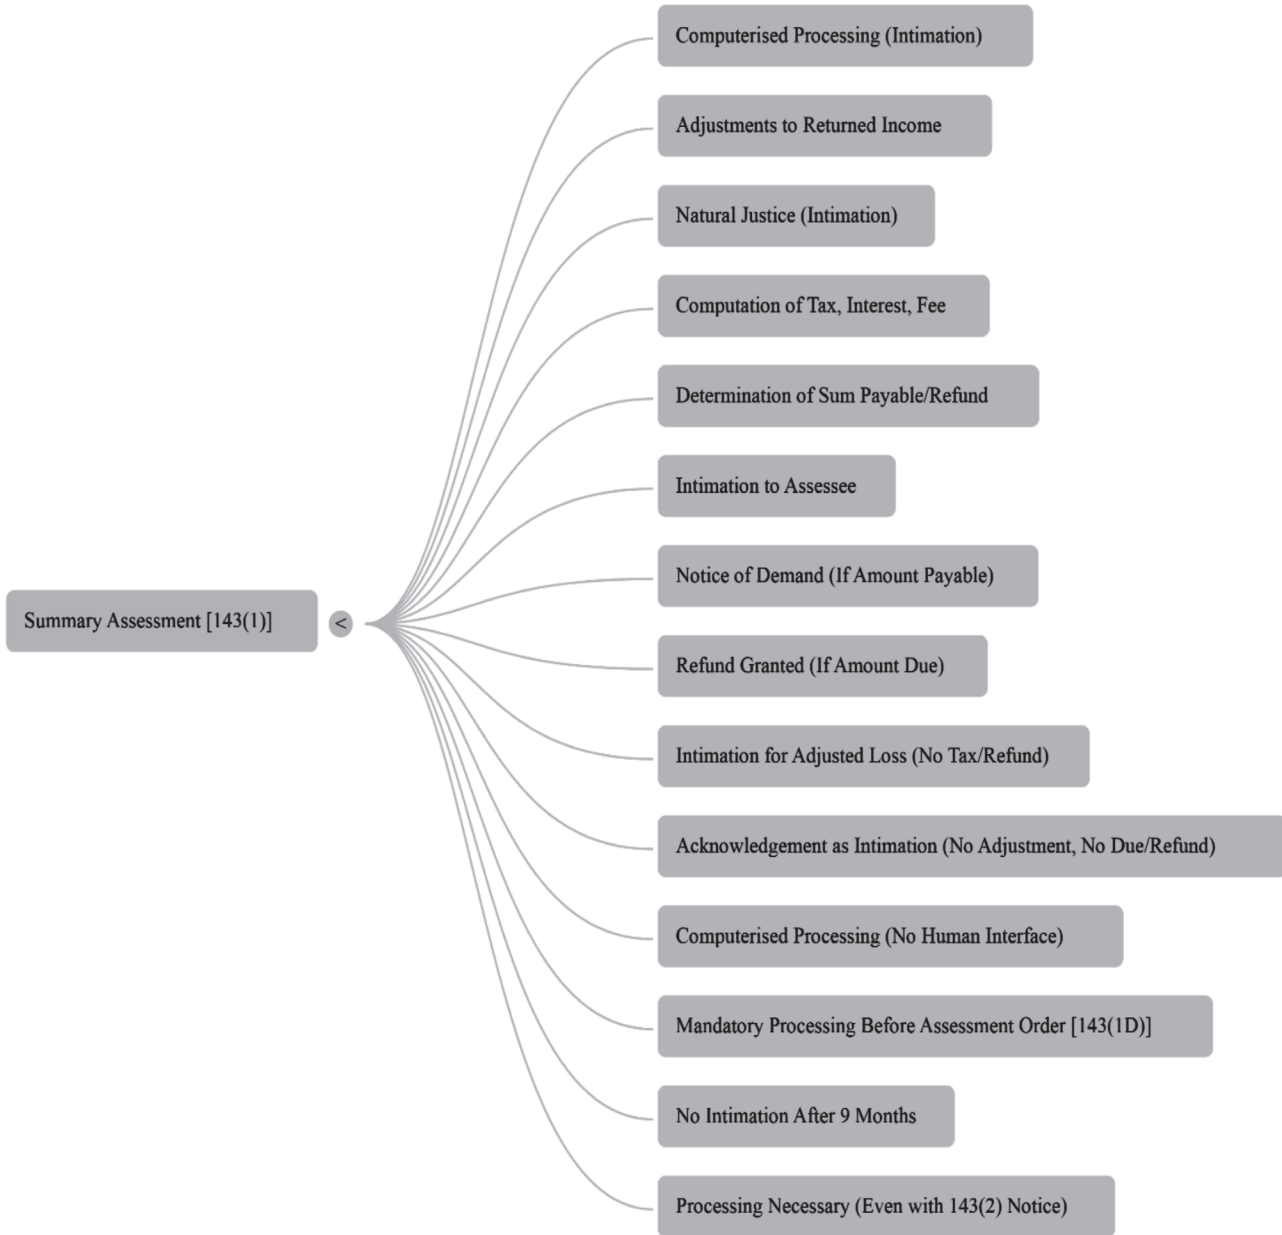 Summary Assessment [143(1)]
<
Computerised Processing (Intimation)
Adjustments to Returned Income
Natural Justice (Intimation)
Computation of Tax, Interest, Fee
Determination of Sum Payable/Refund
Intimation to Assessee
Notice of Demand (If Amount Payable)
Refund Granted (If Amount Due)
Intimation for Adjusted Loss (No Tax/Refund)
Acknowledgement as Intimation (No Adjustment, No Due/Refund)
Computerised Processing (No Human Interface)
Mandatory Processing Before Assessment Order [143(1D)]
No Intimation After 9 Months
Processing Necessary (Even with 143(2) Notice)